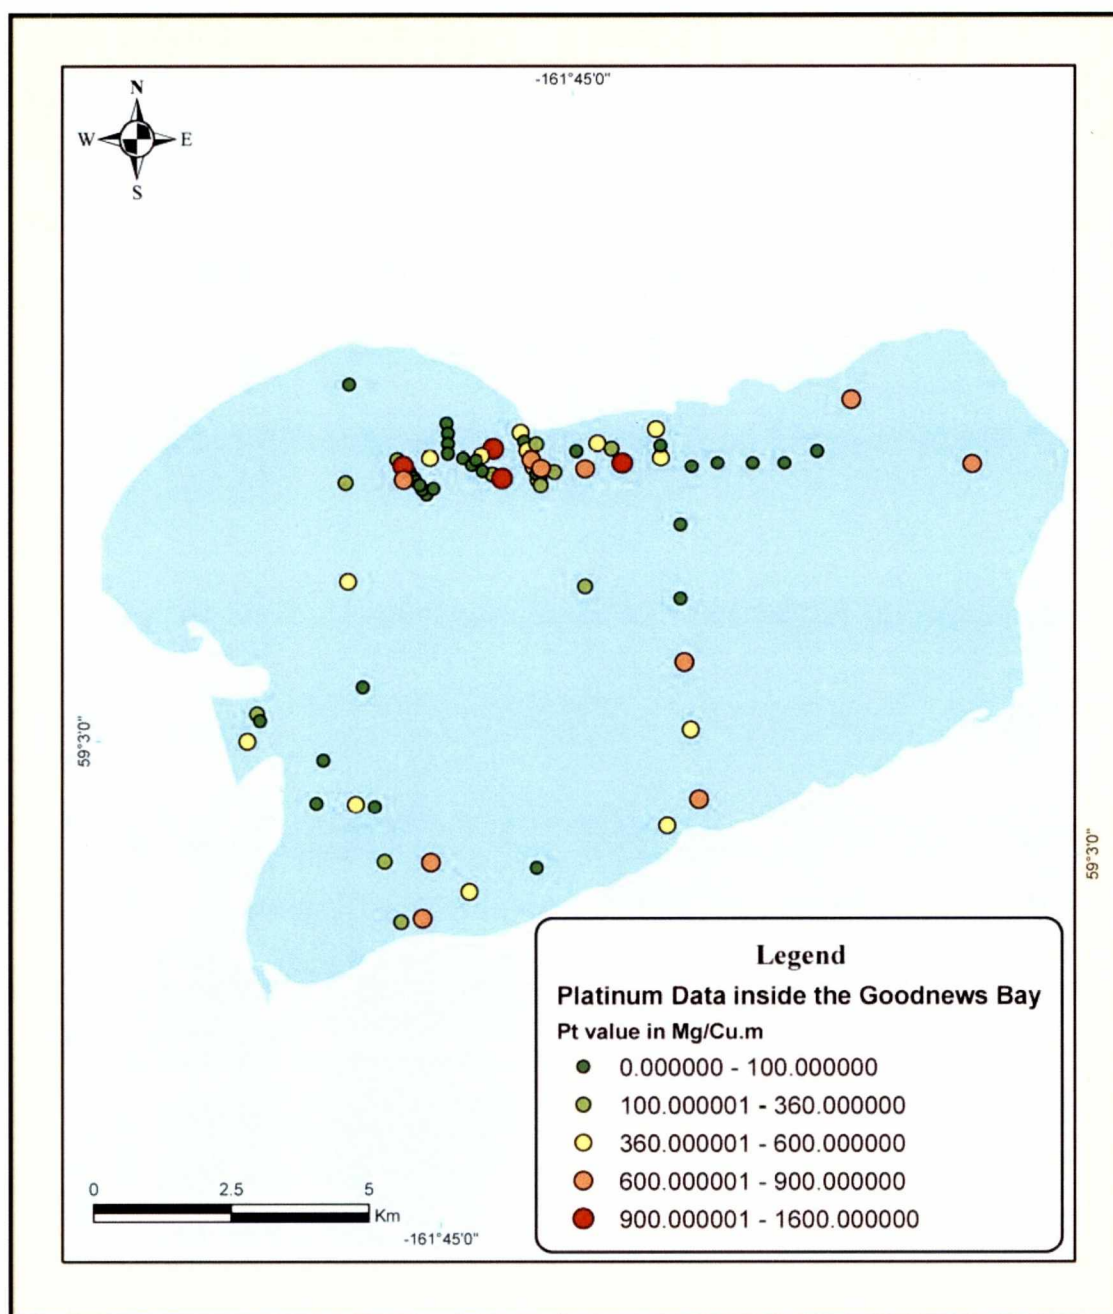 -161°45'0"
N
W E
S
59°3'0"
59°3'0"
Legend
Platinum Data inside the Goodnews Bay
Pt value in Mg/Cu.m
0.000000 - 100.000000
100.000001 - 360.000000
360.000001 - 600.000000
600.000001 - 900.000000
900.000001 - 1600.000000
0 2.5 5
Km
-161°45'0"